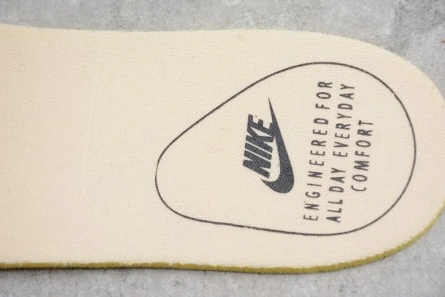 NIKE
ENGINEERED FOR
ALL DAY EVERYDAY
COMFORT